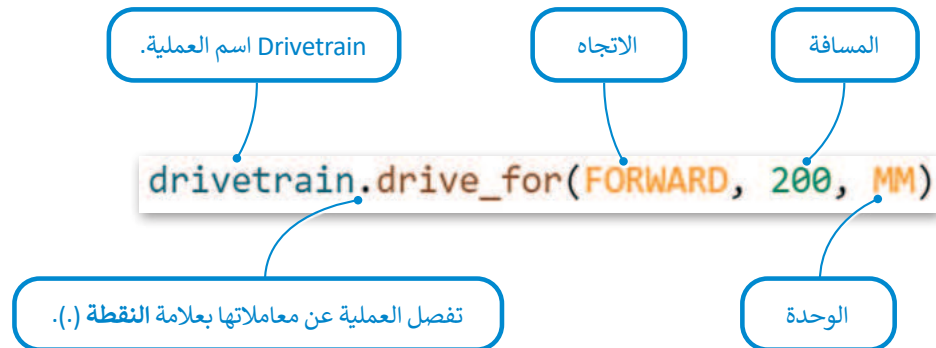 المسافة
الاتجاه
Drivetrain اسم العملية.
drivetrain.drive_for(FORWARD, 200, MM)
الوحدة
تفصل العملية عن معاملاتها بعلامة النقطة (.).